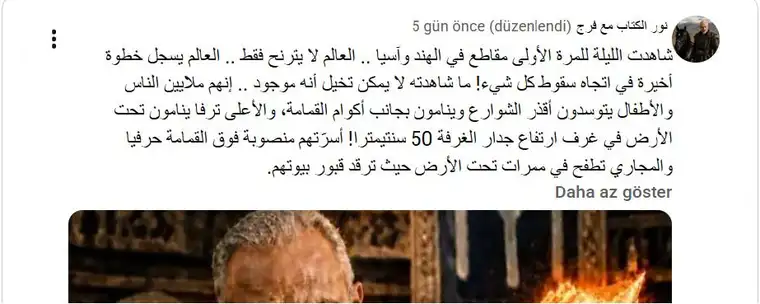 نور الكتاب مع فرج 5 gün önce (düzenlendi)
شاهدت الليلة للمرة الأولى مقاطع في الهند وآسيا .. العالم لا يترنح فقط .. العالم يسجل خطوة
أخيرة في اتجاه سقوط كل شيء! ما شاهدته لا يمكن تخيل أنه موجود .. إنهم ملايين الناس
والأطفال يتوسدون أقذر الشوارع وينامون بجانب أكوام القمامة، والأعلى ترفا ينامون تحت
الأرض في غرف ارتفاع جدار الغرفة 50 سنتيمترا! أسرّتهم منصوبة فوق القمامة حرفيا
والمجاري تطفح في ممرات تحت الأرض حيث ترقد قبور بيوتهم.
Daha az göster